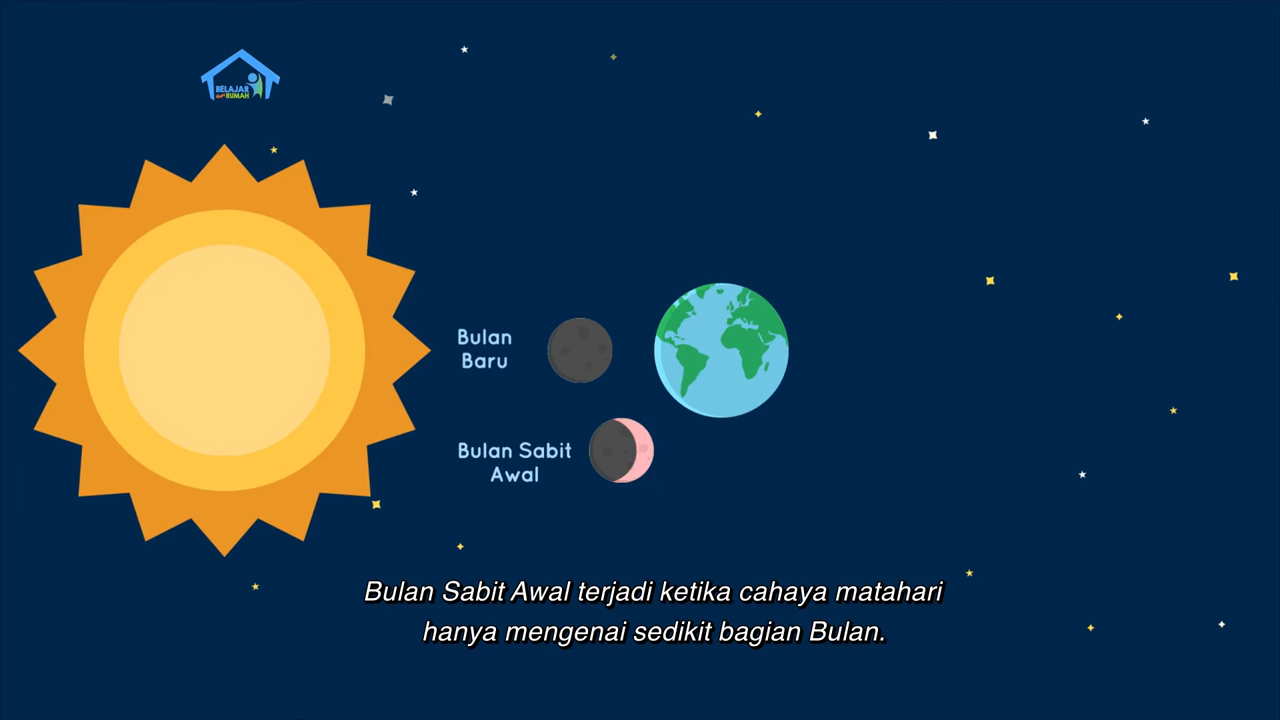 BELAJAR
dari RUMAH
Bulan
Baru
Bulan Sabit
Awal
Bulan Sabit Awal terjadi ketika cahaya matahari
hanya mengenai sedikit bagian Bulan.